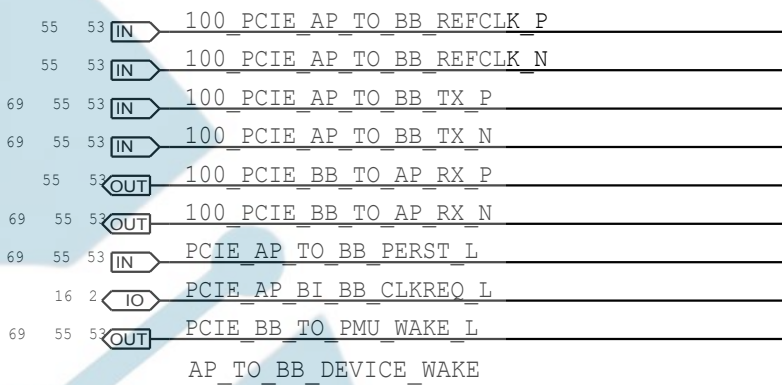 55 53 IN 100_PCIE_AP_TO_BB_REFCLK_P
55 53 IN 100_PCIE_AP_TO_BB_REFCLK_N
69 55 53 IN 100_PCIE_AP_TO_BB_TX_P
69 55 53 IN 100_PCIE_AP_TO_BB_TX_N
55 53 OUT 100_PCIE_BB_TO_AP_RX_P
69 55 53 OUT 100_PCIE_BB_TO_AP_RX_N
69 55 53 IN PCIE_AP_TO_BB_PERST_L
16 2 IO PCIE_AP_BI_BB_CLKREQ_L
69 55 53 OUT PCIE_BB_TO_PMU_WAKE_L
AP_TO_BB_DEVICE_WAKE